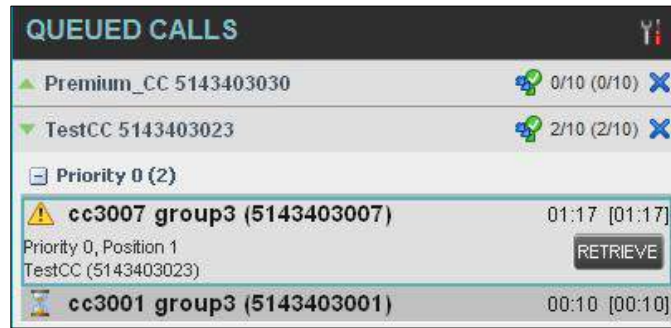 QUEUED CALLS
Premium_CC 5143403030 0/10 (0/10)
TestCC 5143403023 2/10 (2/10)
Priority 0 (2)
cc3007 group3 (5143403007) 01:17 [01:17]
Priority 0, Position 1
RETRIEVE
TestCC (5143403023)
cc3001 group3 (5143403001) 00:10 [00:10]